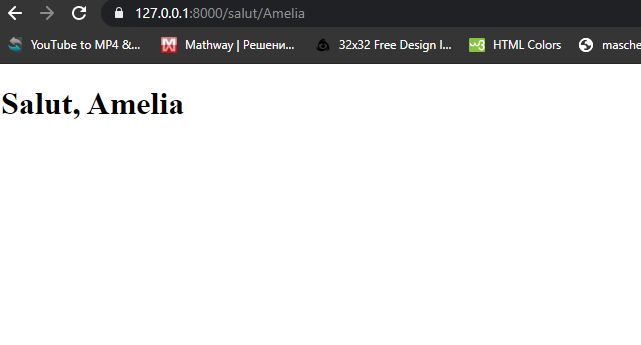 127.0.0.1:8000/salut/Amelia
YouTube to MP4 &... Mathway | Решени... 32x32 Free Design I... HTML Colors masche
Salut, Amelia